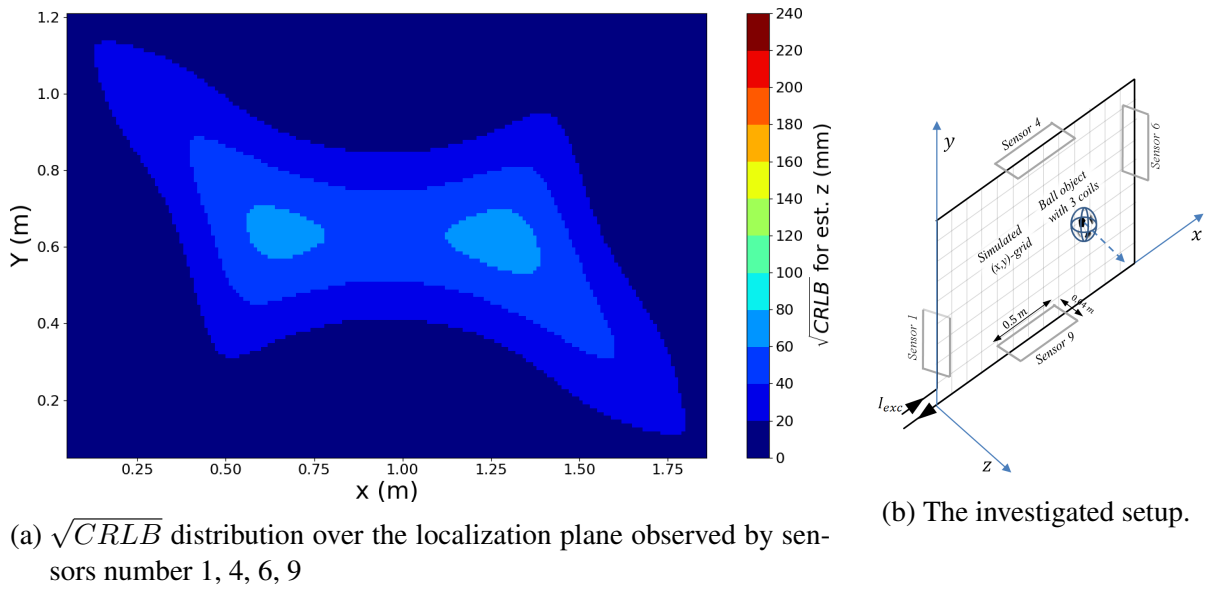 1.2
1.0
0.8
0.6
0.4
0.2
Y (m)
0.25 0.50 0.75 1.00 1.25 1.50 1.75
x (m)
240
220
200
180
160
140
120
100
80
60
40
20
0
√CRLB for est. z (mm)
(a) √CRLB distribution over the localization plane observed by sen-
sors number 1, 4, 6, 9
y
Sensor 4
Sensor 6
Ball object
with 3 coils
Simulated
(x,y)-grid
x
0.5 m
0.04 m
Sensor 1
Sensor 9
I_exc
z
(b) The investigated setup.